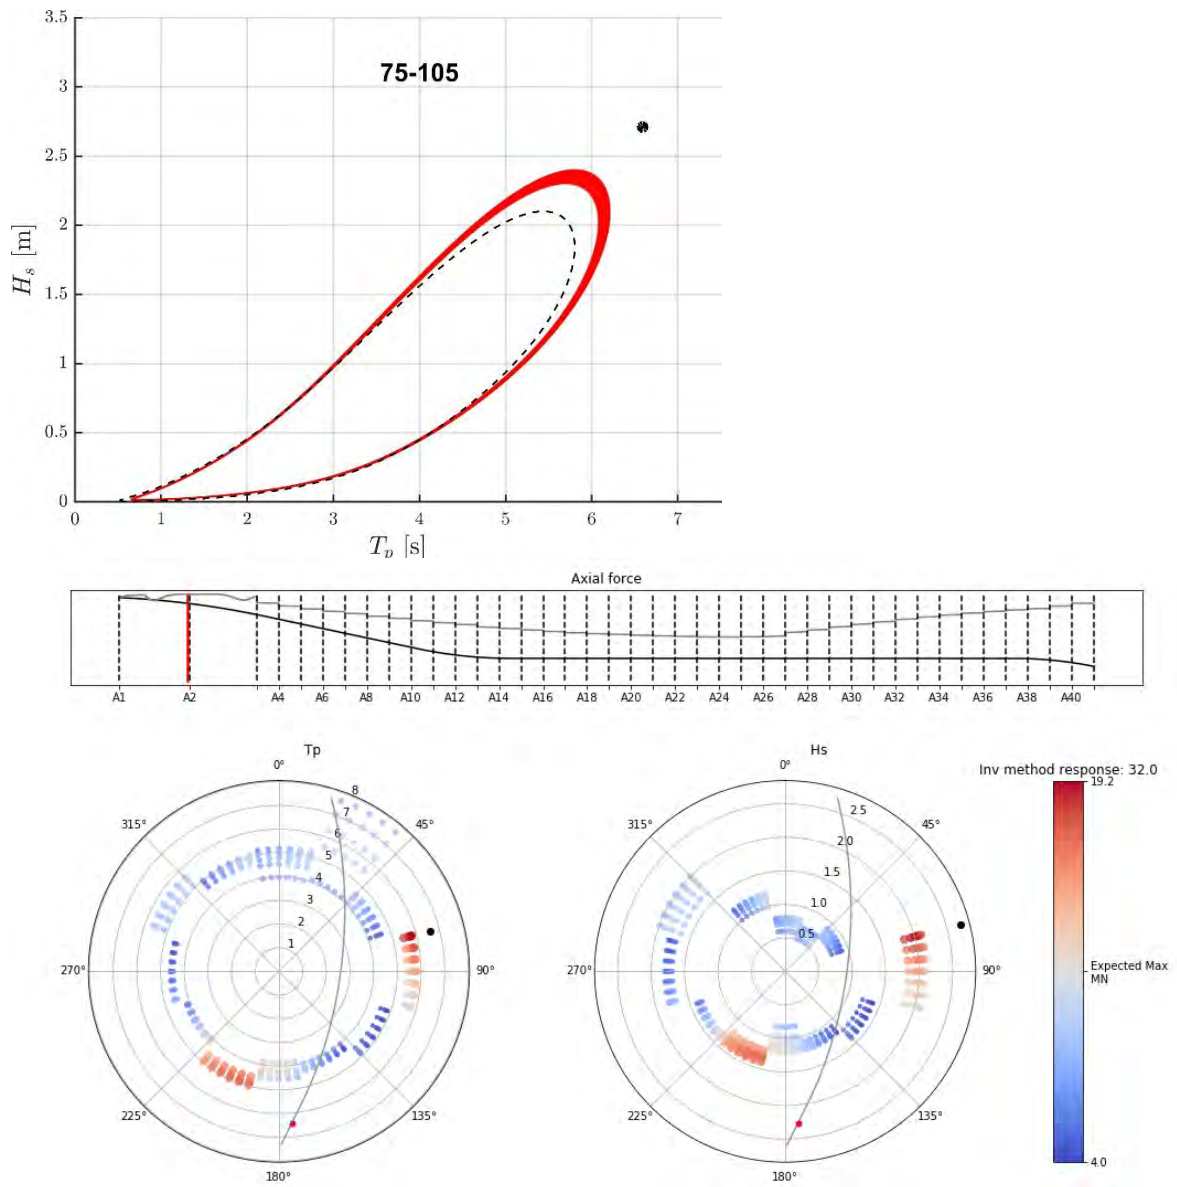 3.5
3
2.5
2
1.5
1
0.5
0
75-105
H_s [m]
0 1 2 3 4 5 6 7
T_p [s]
Axial force
A1 A2 A4 A6 A8 A10 A12 A14 A16 A18 A20 A22 A24 A26 A28 A30 A32 A34 A36 A38 A40
Tp
0°
45°
90°
135°
180°
225°
270°
315°
1 2 3 4 5 6 7 8
Hs
0°
45°
90°
135°
180°
225°
270°
315°
0.5 1.0 1.5 2.0 2.5
Inv method response: 32.0
19.2
Expected Max
MN
4.0